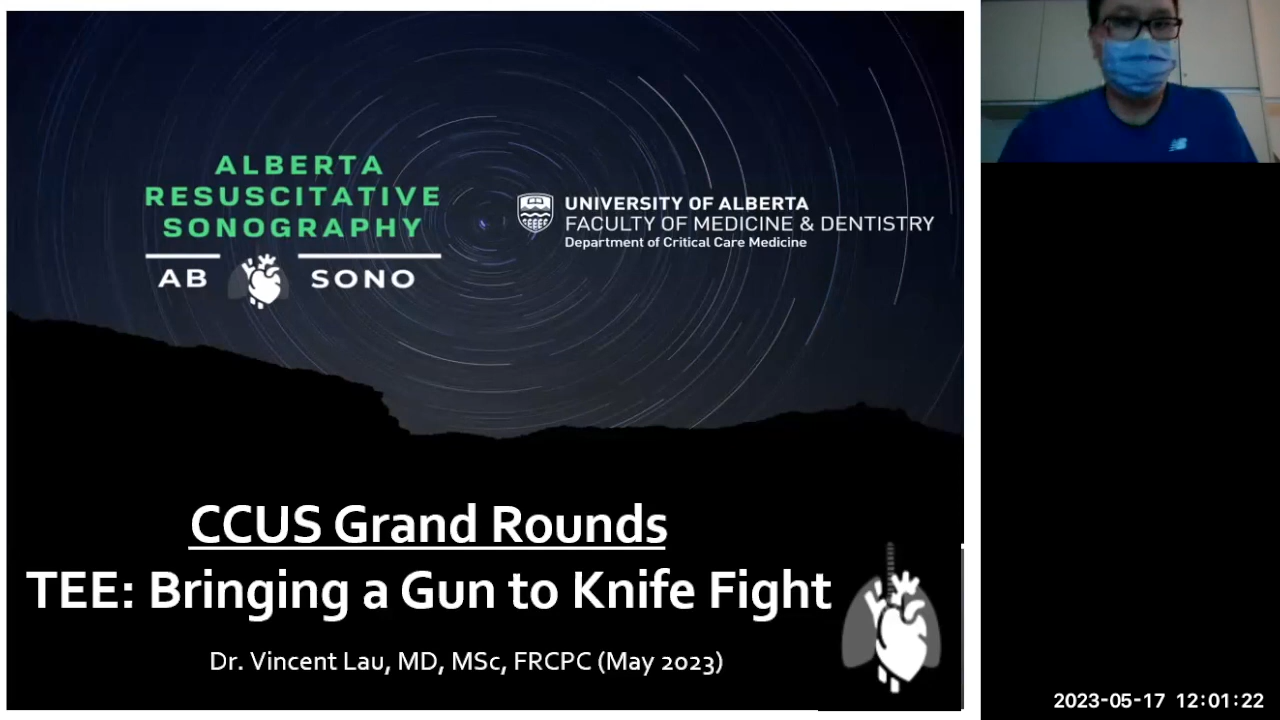 ALBERTA
RESUSCITATIVE
SONOGRAPHY
AB SONO
UNIVERSITY OF ALBERTA
FACULTY OF MEDICINE & DENTISTRY
Department of Critical Care Medicine
CCUS Grand Rounds
TEE: Bringing a Gun to Knife Fight
Dr. Vincent Lau, MD, MSc, FRCPC (May 2023)
2023-05-17 12:01:22